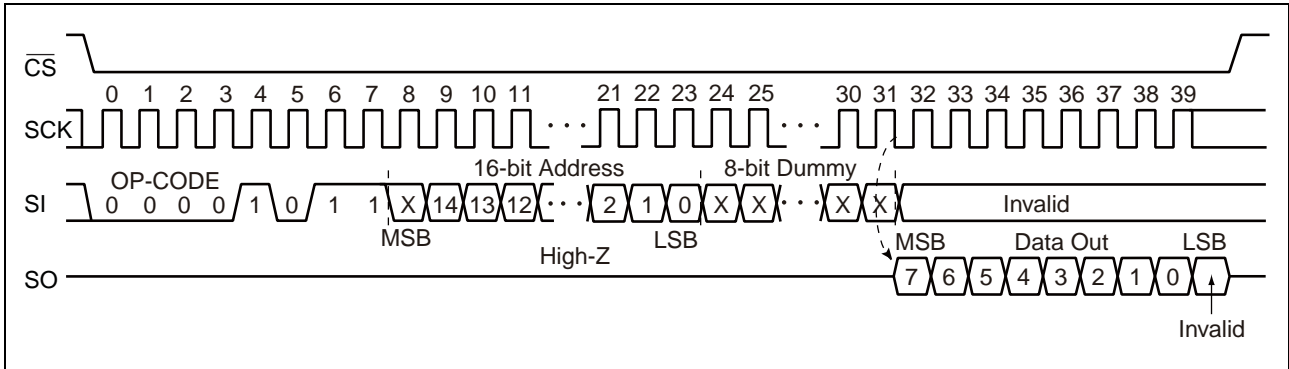 CS
0 1 2 3 4 5 6 7 8 9 10 11 21 22 23 24 25 30 31 32 33 34 35 36 37 38 39
SCK ··· ···
16-bit Address 8-bit Dummy
OP-CODE
SI 0 0 0 0 1 0 1 1 X 14 13 12 ··· 2 1 0 X X ··· X X Invalid
MSB LSB
High-Z
MSB Data Out LSB
SO 7 6 5 4 3 2 1 0
Invalid